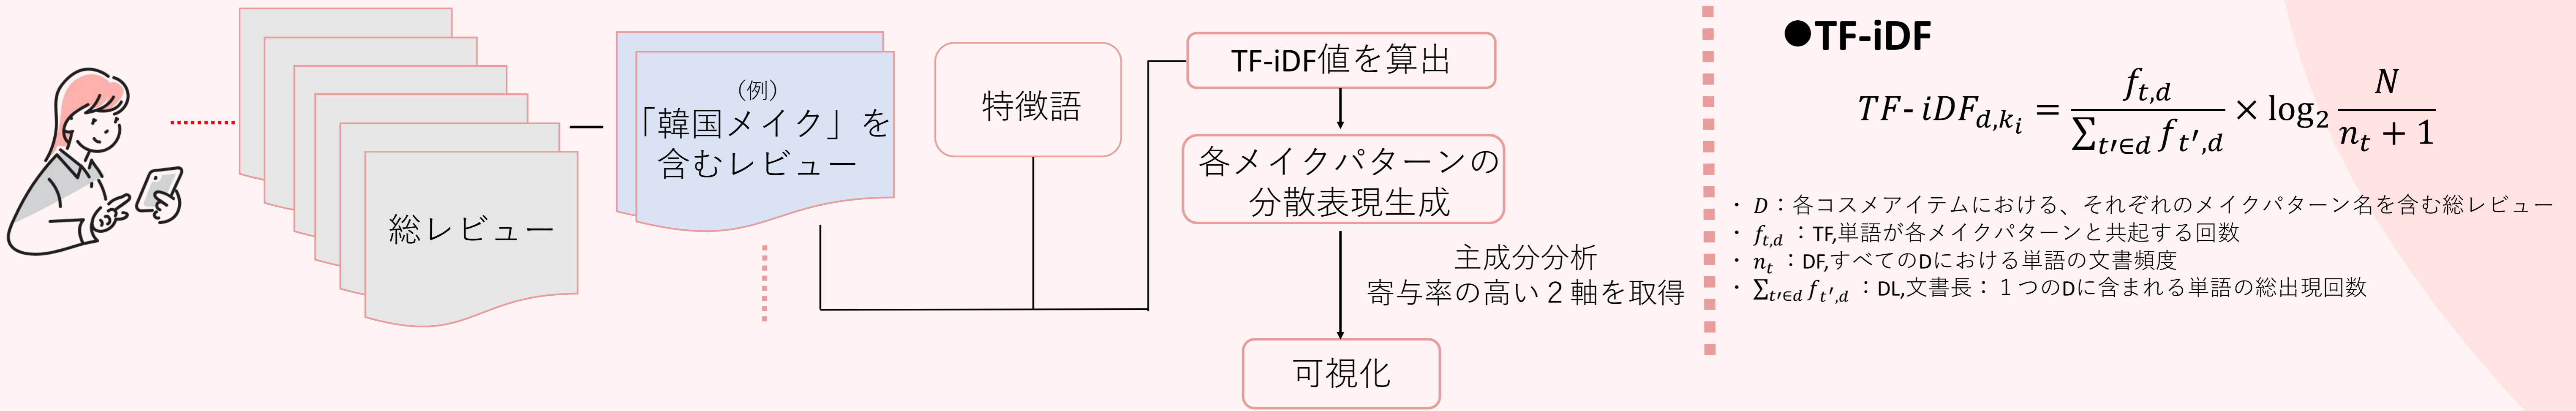 総レビュー
（例）
「韓国メイク」を
含むレビュー
特徴語
TF-iDF値を算出
各メイクパターンの
分散表現生成
主成分分析
寄与率の高い２軸を取得
可視化
●TF-iDF
TF- iDF_{d,k_i} = \frac{f_{t,d}}{\sum_{t'∈d} f_{t',d}} × log_2 \frac{N}{n_t + 1}
・ D：各コスメアイテムにおける、それぞれのメイクパターン名を含む総レビュー
・ f_{t,d} ：TF,単語が各メイクパターンと共起する回数
・ n_t ：DF,すべてのDにおける単語の文書頻度
・ \sum_{t'∈d} f_{t',d} ：DL,文書長：１つのDに含まれる単語の総出現回数